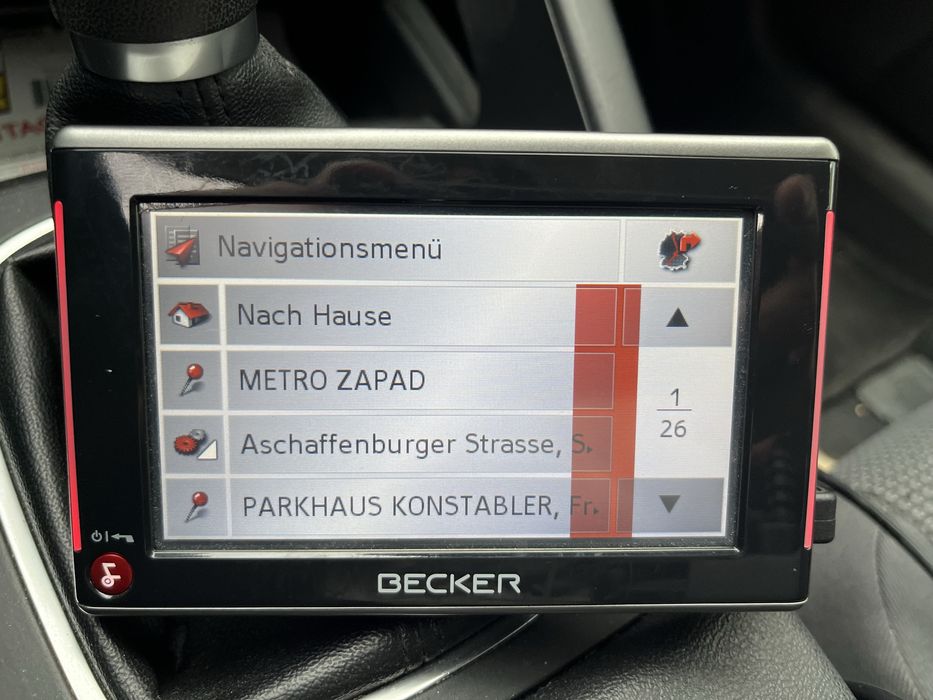 Navigationsmenü
Nach Hause
METRO ZAPAD
1
26
Aschaffenburger Strasse, S
PARKHAUS KONSTABLER, Fr
BECKER